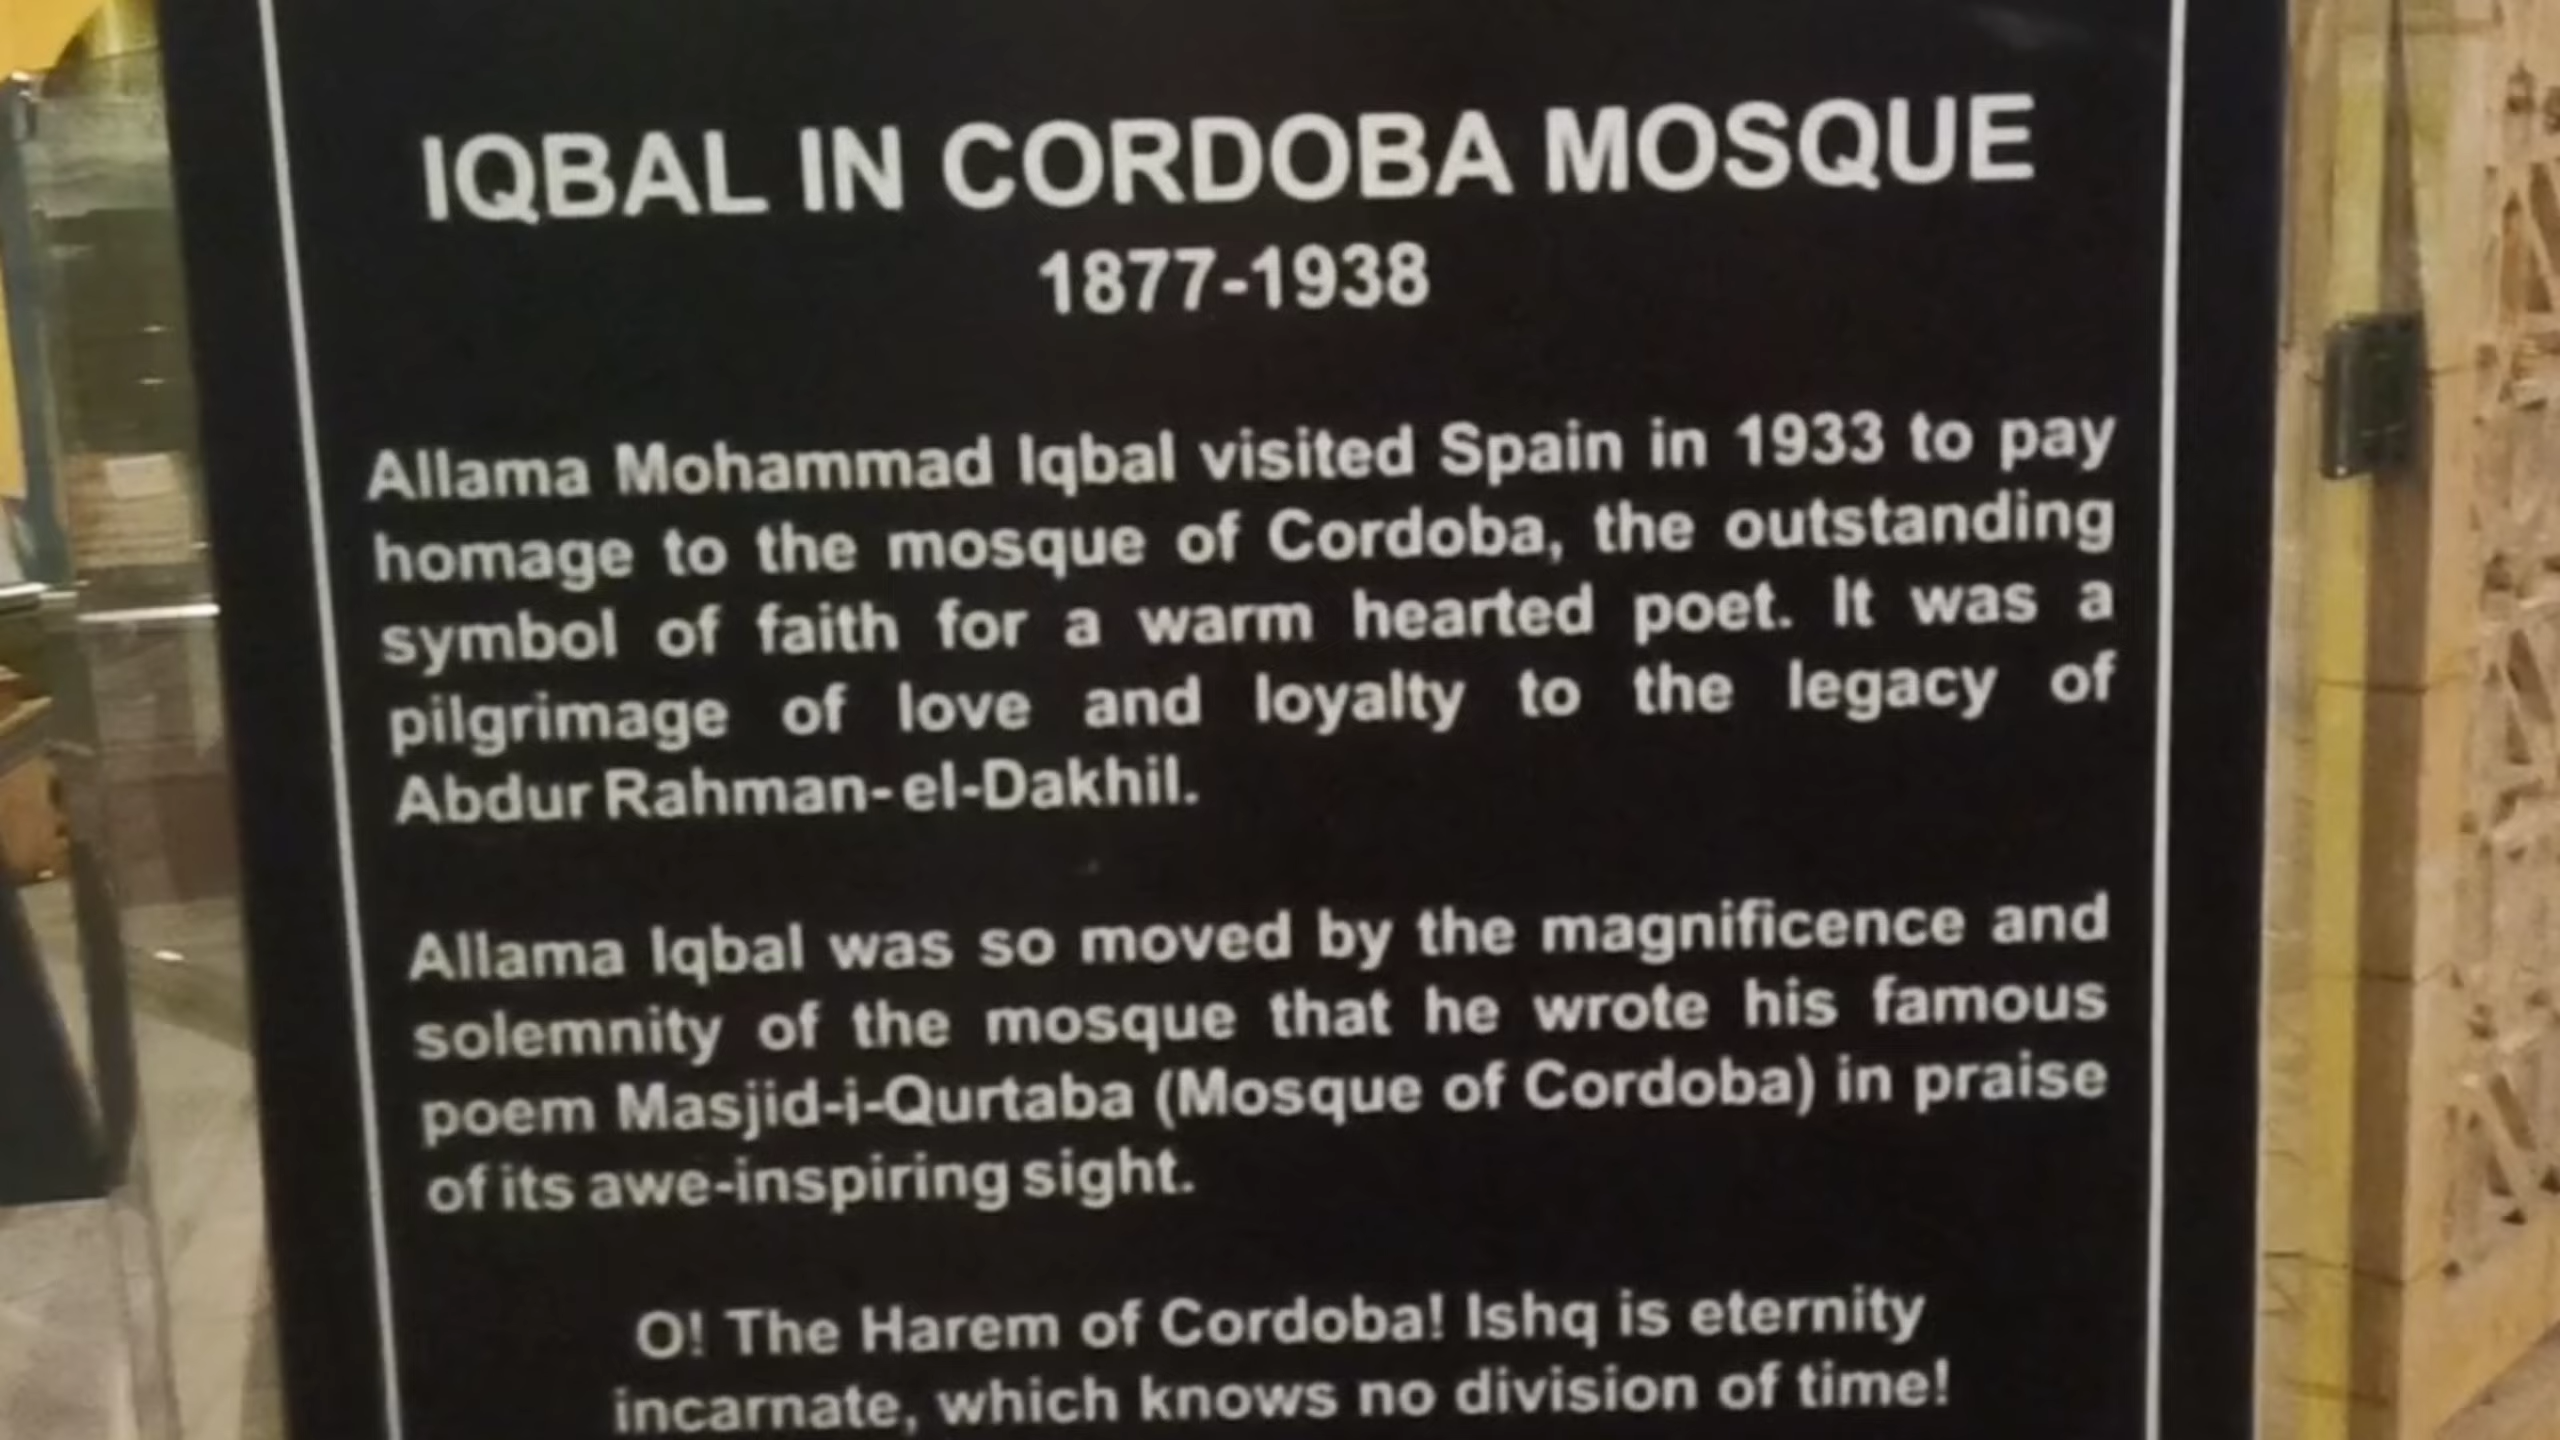 IQBAL IN CORDOBA MOSQUE
1877-1938
Allama Mohammad Iqbal visited Spain in 1933 to pay
homage to the mosque of Cordoba, the outstanding
symbol of faith for a warm hearted poet. It was a
pilgrimage of love and loyalty to the legacy of
Abdur Rahman-el-Dakhil.
Allama Iqbal was so moved by the magnificence and
solemnity of the mosque that he wrote his famous
poem Masjid-i-Qurtaba (Mosque of Cordoba) in praise
of its awe-inspiring sight.
O! The Harem of Cordoba! Ishq is eternity
incarnate, which knows no division of time!